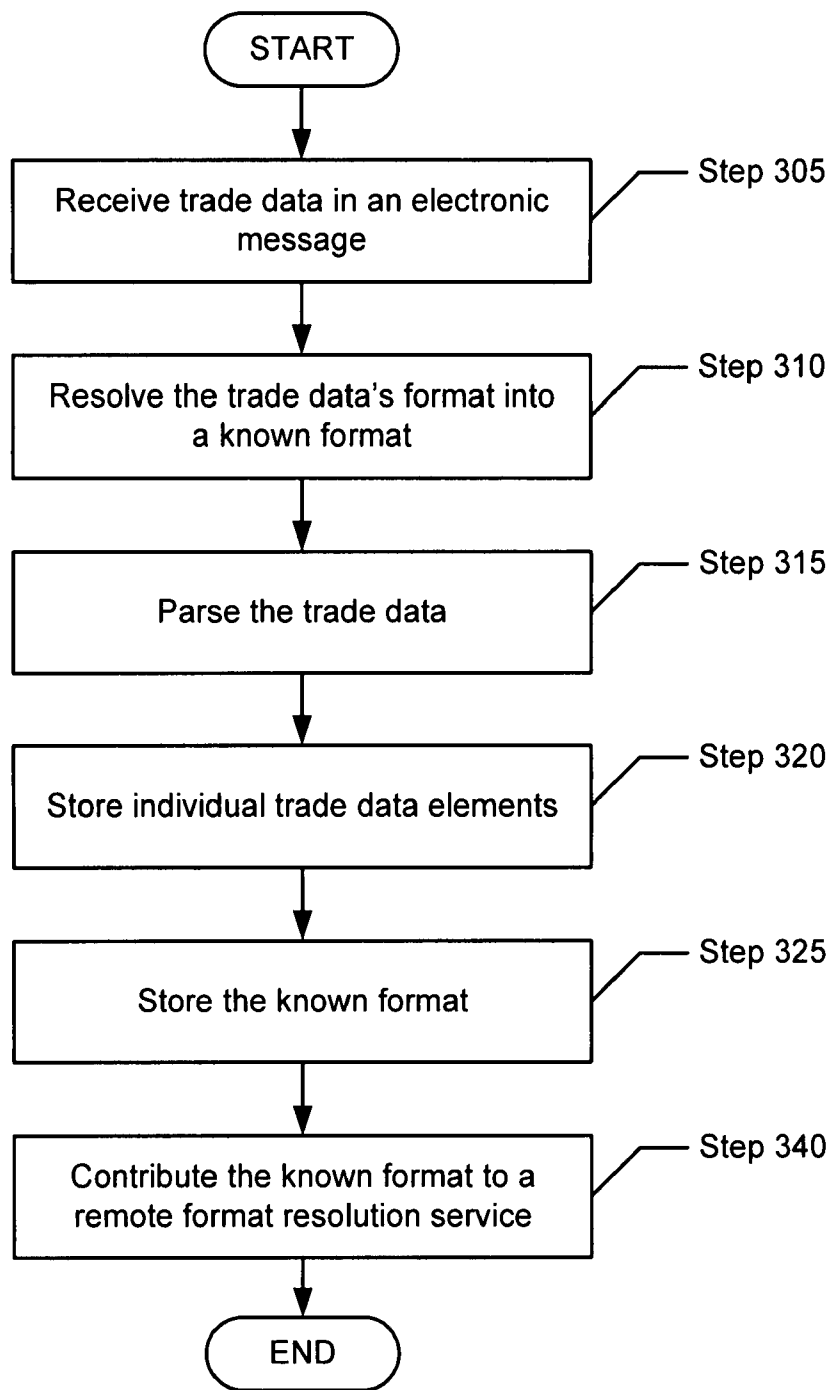 START
Step 305
Receive trade data in an electronic
message
Step 310
Resolve the trade data's format into
a known format
Step 315
Parse the trade data
Step 320
Store individual trade data elements
Step 325
Store the known format
Step 340
Contribute the known format to a
remote format resolution service
END